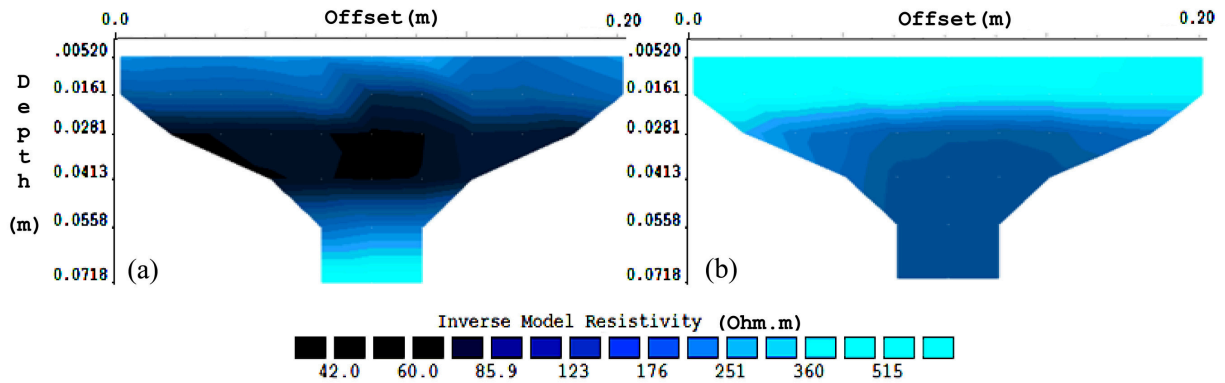 0.0 Offset(m) 0.20
.00520
0.0161
0.0281
0.0413
0.0558
0.0718
Depth (m)
(a)
0.0 Offset(m) 0.20
.00520
0.0161
0.0281
0.0413
0.0558
0.0718
(b)
Inverse Model Resistivity (Ohm.m)
42.0 60.0 85.9 123 176 251 360 515